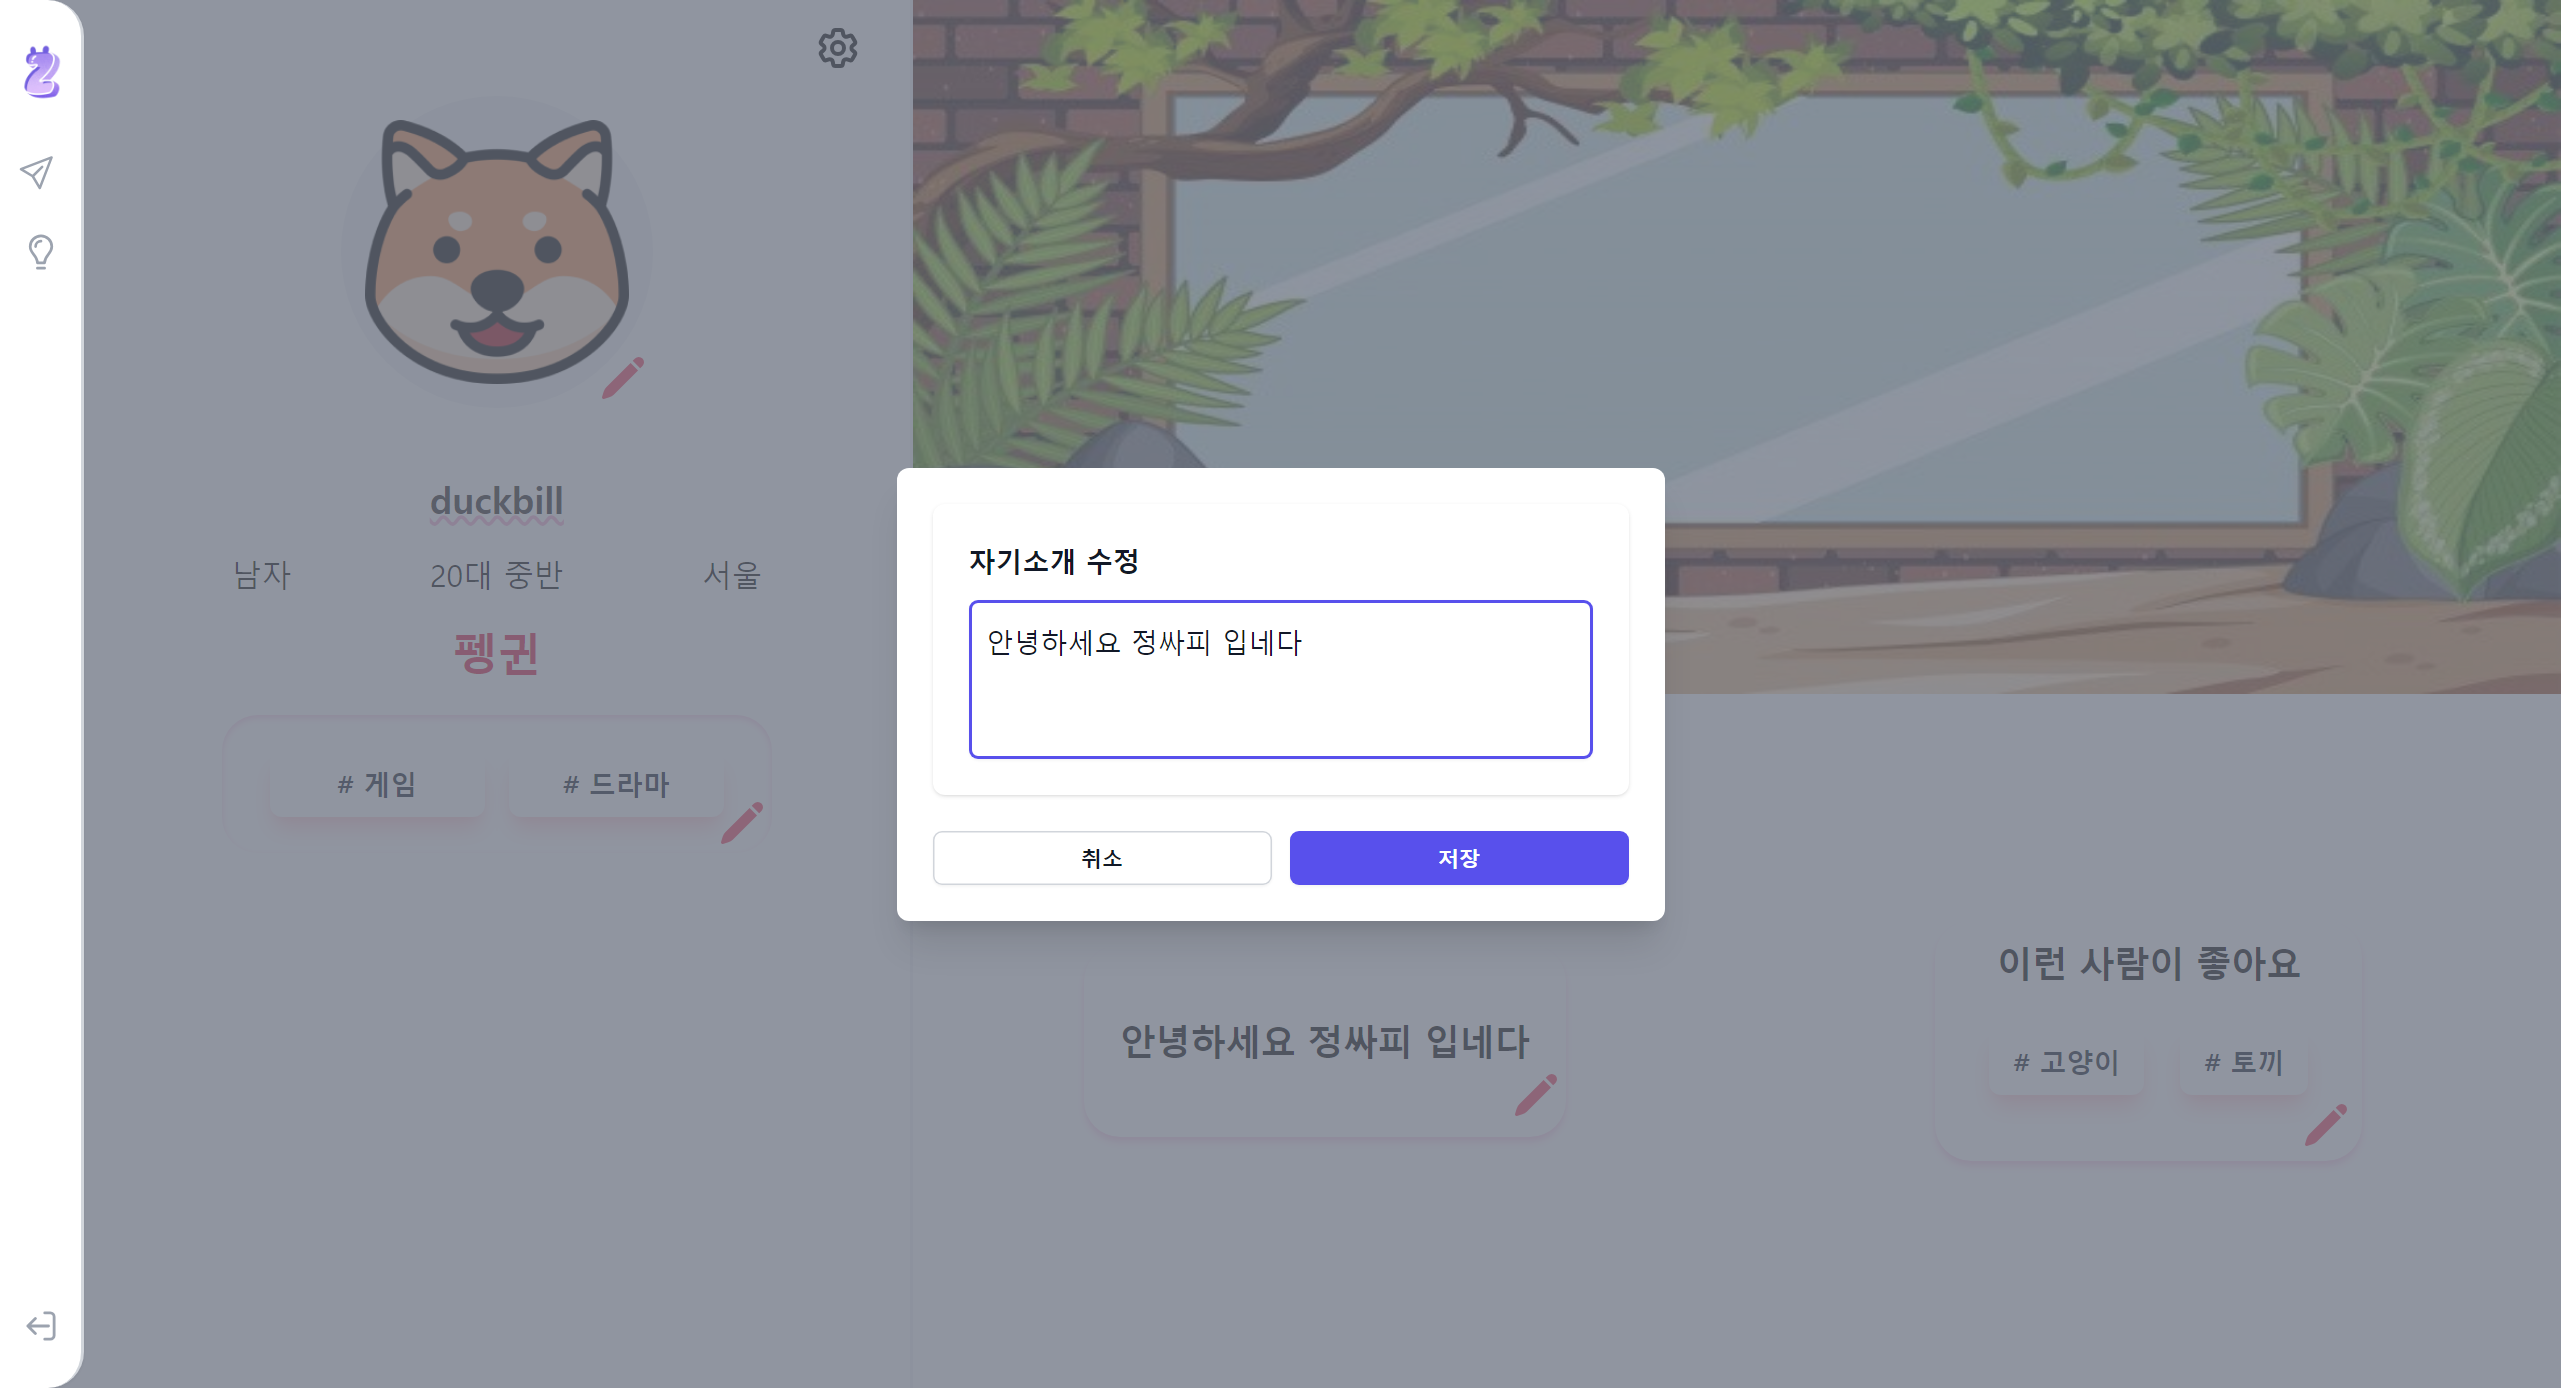 duckbill
남자 20대 중반 서울
펭귄
# 게임 # 드라마
자기소개 수정
안녕하세요 정싸피 입네다
취소 저장
안녕하세요 정싸피 입네다
이런 사람이 좋아요
# 고양이 # 토끼